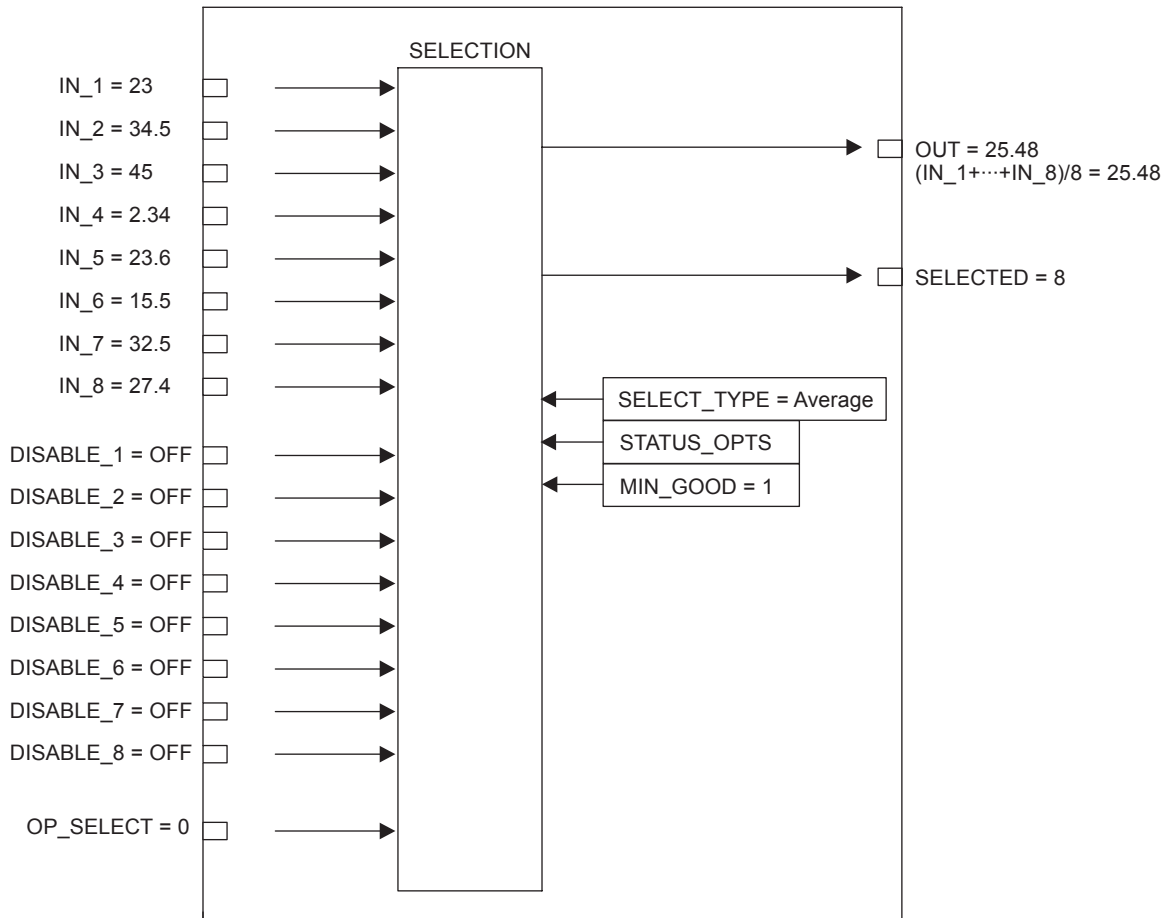 SELECTION
IN_1 = 23
IN_2 = 34.5
IN_3 = 45
IN_4 = 2.34
IN_5 = 23.6
IN_6 = 15.5
IN_7 = 32.5
IN_8 = 27.4
DISABLE_1 = OFF
DISABLE_2 = OFF
DISABLE_3 = OFF
DISABLE_4 = OFF
DISABLE_5 = OFF
DISABLE_6 = OFF
DISABLE_7 = OFF
DISABLE_8 = OFF
OP_SELECT = 0
OUT = 25.48
(IN_1+···+IN_8)/8 = 25.48
SELECTED = 8
SELECT_TYPE = Average
STATUS_OPTS
MIN_GOOD = 1